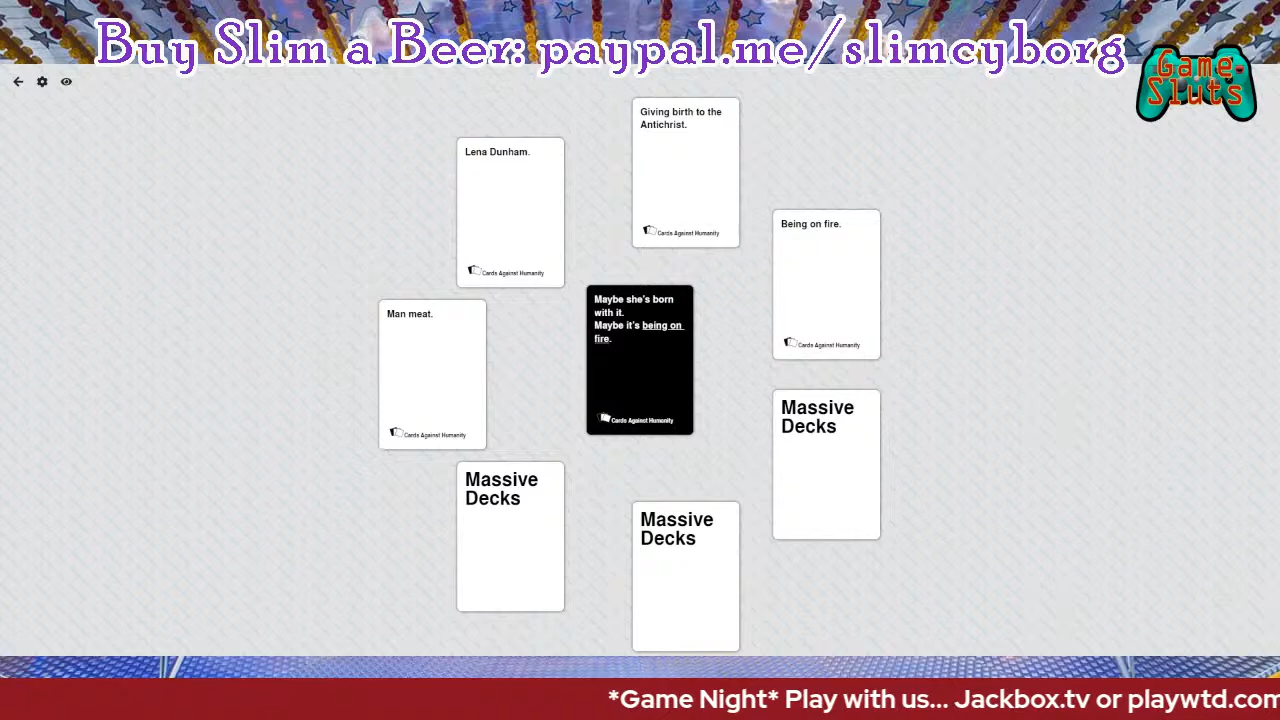 Buy Slim a Beer: paypal.me/slimcyborg
Game-
Sluts
Giving birth to the
Antichrist.
Cards Against Humanity
Lena Dunham.
Cards Against Humanity
Being on fire.
Cards Against Humanity
Maybe she's born
with it.
Maybe it's being on
fire.
Cards Against Humanity
Man meat.
Cards Against Humanity
Massive
Decks
Massive
Decks
Massive
Decks
*Game Night* Play with us... Jackbox.tv or playwtd.com